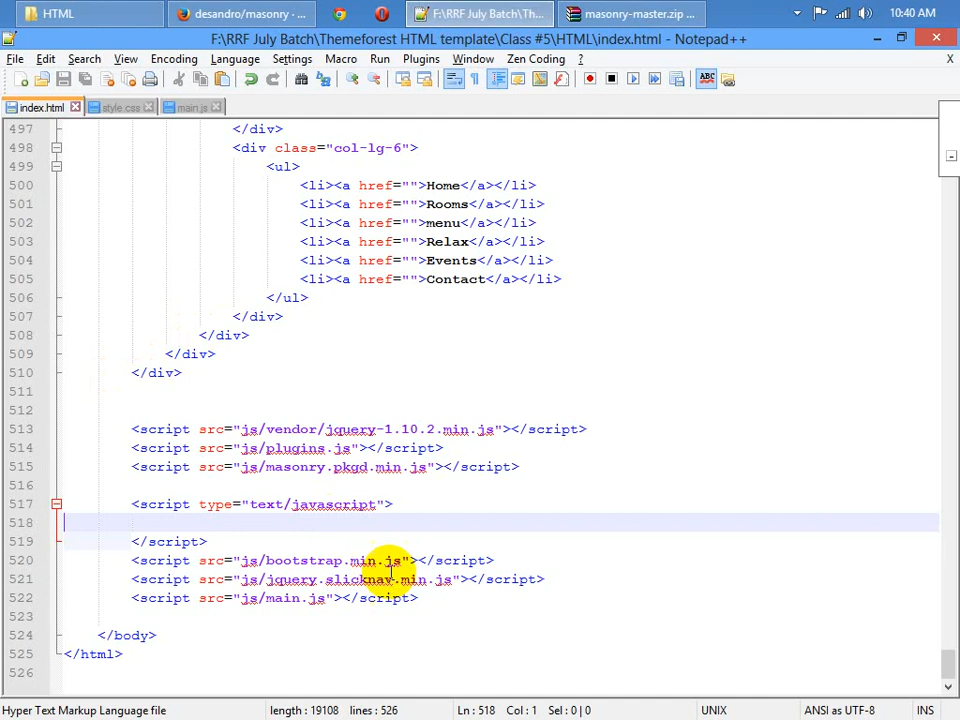 HTML
desandro/masonry · ...
F:\RRF July Batch\Th...
masonry-master.zip ...
10:40 AM
F:\RRF July Batch\Themeforest HTML template\Class #5\HTML\index.html - Notepad++
File Edit Search View Encoding Language Settings Macro Run Plugins Window Zen Coding ? X
index.html style.css main.js
497 </div>
498 <div class="col-lg-6">
499 <ul>
500 <li><a href="">Home</a></li>
501 <li><a href="">Rooms</a></li>
502 <li><a href="">menu</a></li>
503 <li><a href="">Relax</a></li>
504 <li><a href="">Events</a></li>
505 <li><a href="">Contact</a></li>
506 </ul>
507 </div>
508 </div>
509 </div>
510 </div>
511
512
513 <script src="js/vendor/jquery-1.10.2.min.js"></script>
514 <script src="js/plugins.js"></script>
515 <script src="js/masonry.pkgd.min.js"></script>
516
517 <script type="text/javascript">
518
519 </script>
520 <script src="js/bootstrap.min.js"></script>
521 <script src="js/jquery.slicknav.min.js"></script>
522 <script src="js/main.js"></script>
523
524 </body>
525 </html>
526
Hyper Text Markup Language file length : 19108 lines : 526 Ln : 518 Col : 1 Sel : 0 | 0 UNIX ANSI as UTF-8 INS